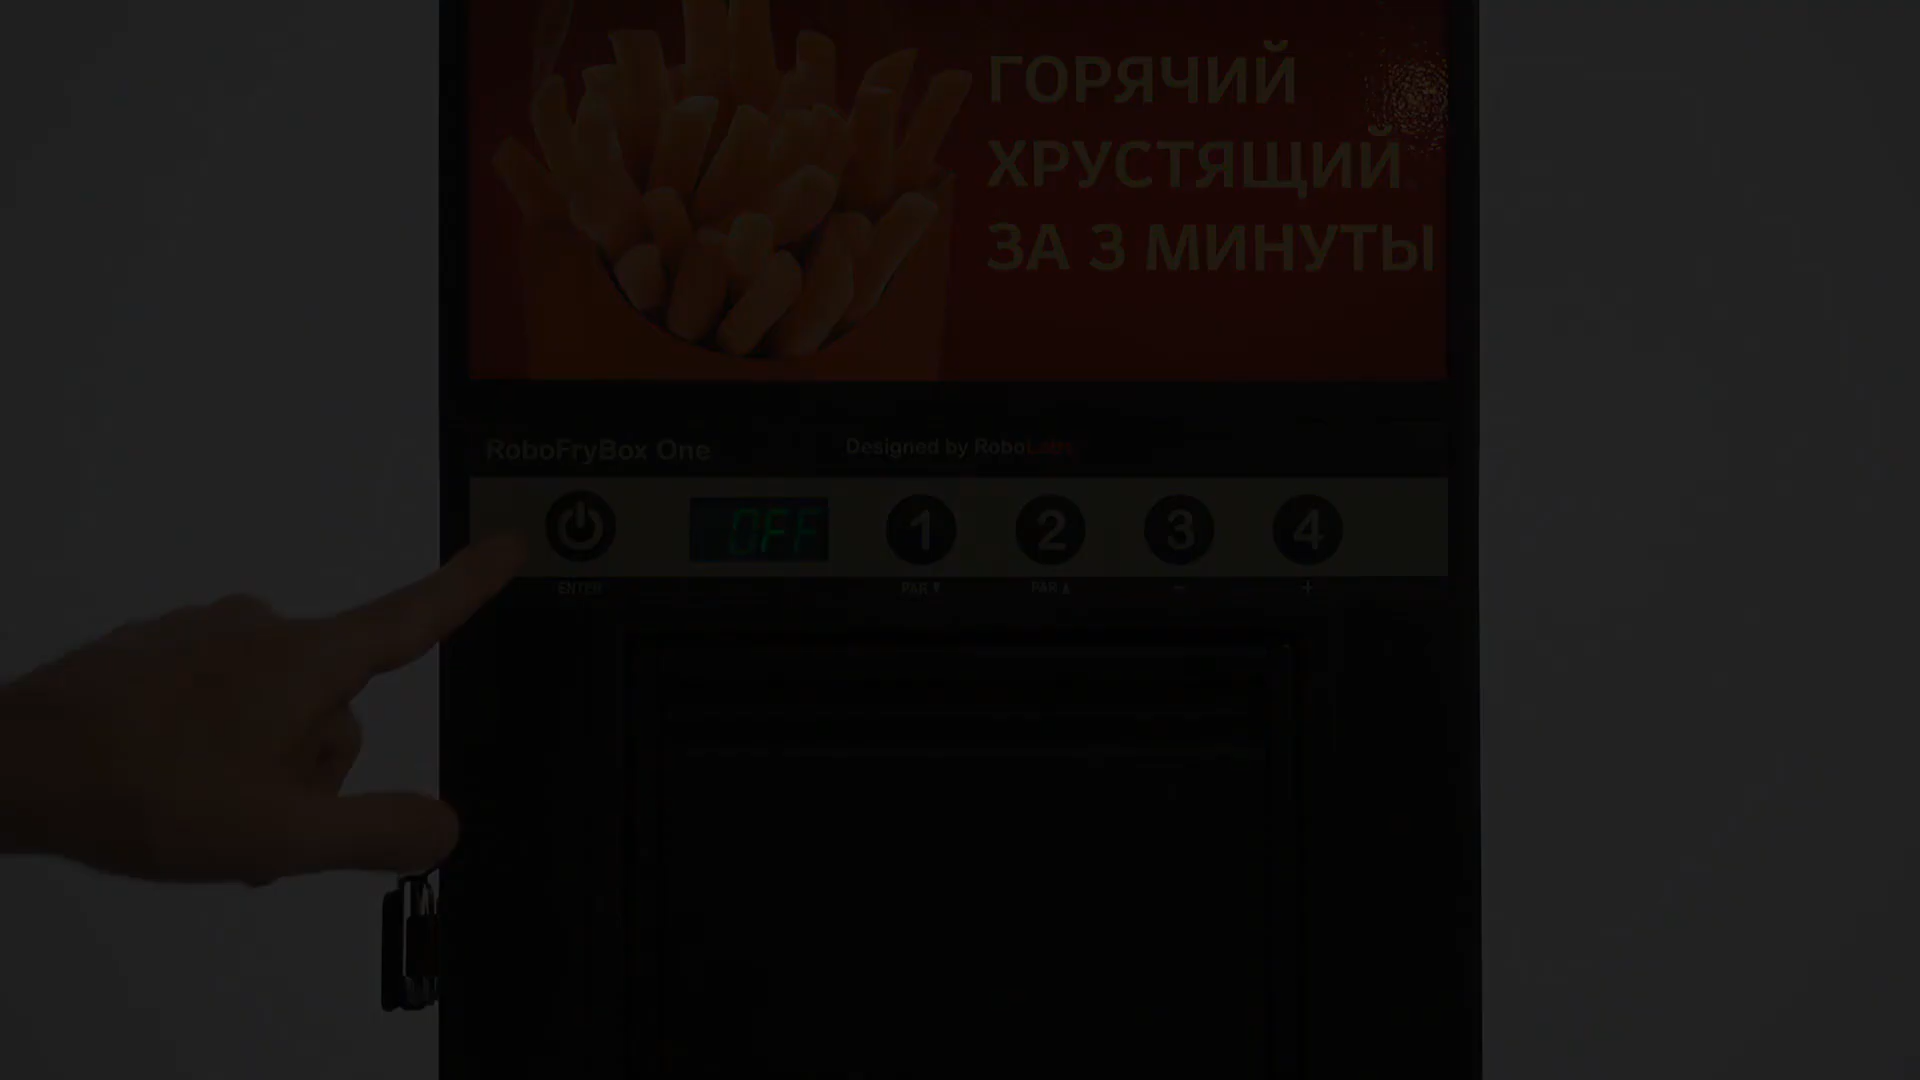 ГОРЯЧИЙ
ХРУСТЯЩИЙ
ЗА 3 МИНУТЫ
RoboFryBox One
Designed by RoboLabs
OFF
1
2
3
4
ENTER
PAR ▼
PAR ▲
-
+